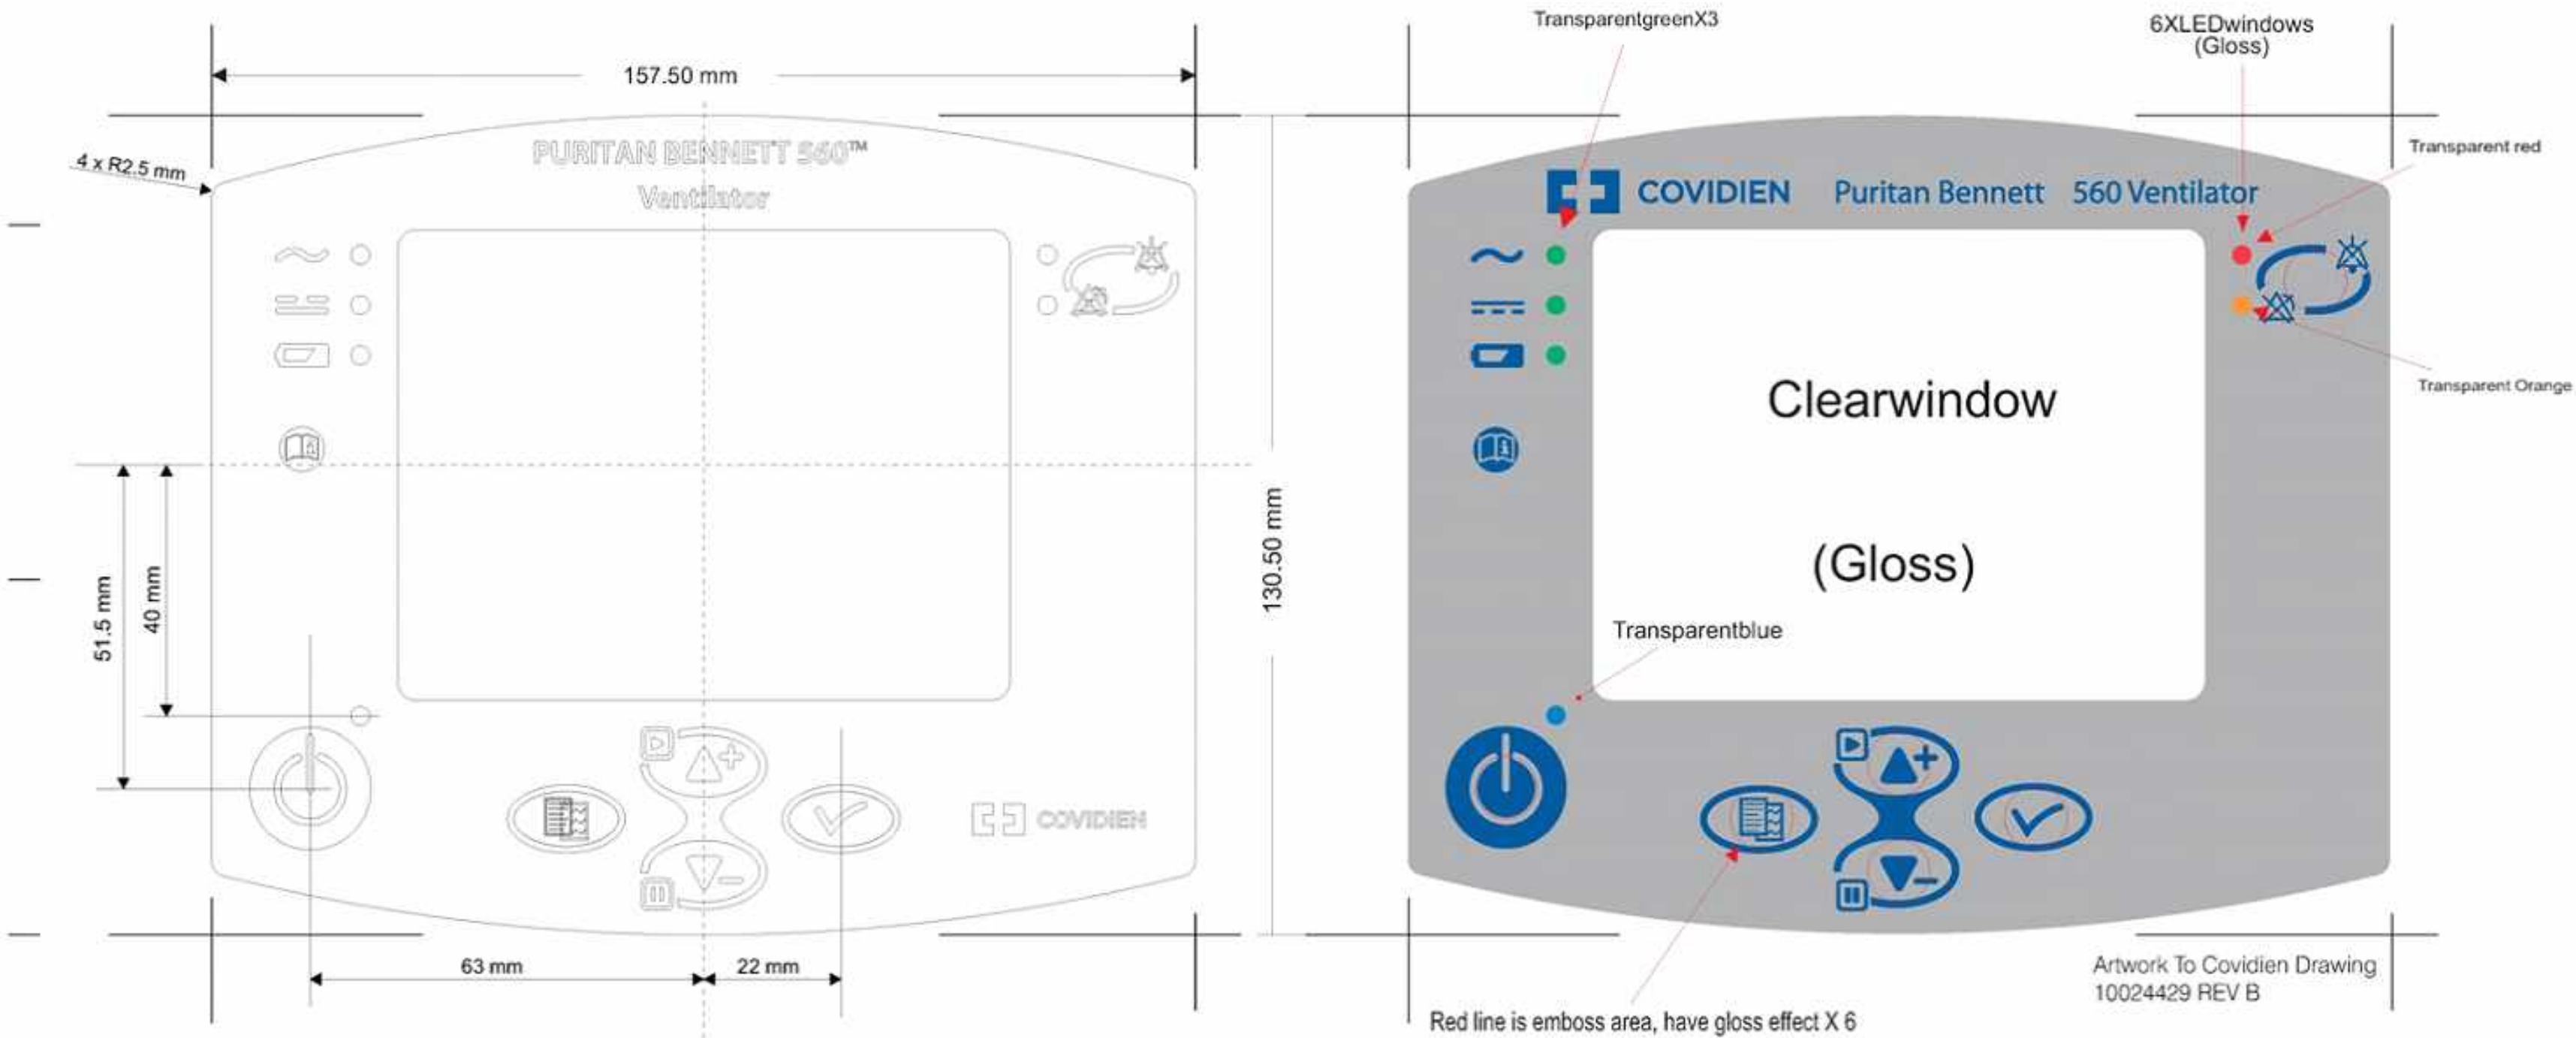 157.50 mm
4 x R2.5 mm
PURITAN BENNETT 560™
Ventilator
51.5 mm
40 mm
130.50 mm
63 mm
22 mm
COVIDIEN
TransparentgreenX3
6XLEDwindows
(Gloss)
Transparent red
COVIDIEN Puritan Bennett 560 Ventilator
Transparent Orange
Clearwindow
(Gloss)
Transparentblue
Artwork To Covidien Drawing
10024429 REV B
Red line is emboss area, have gloss effect X 6